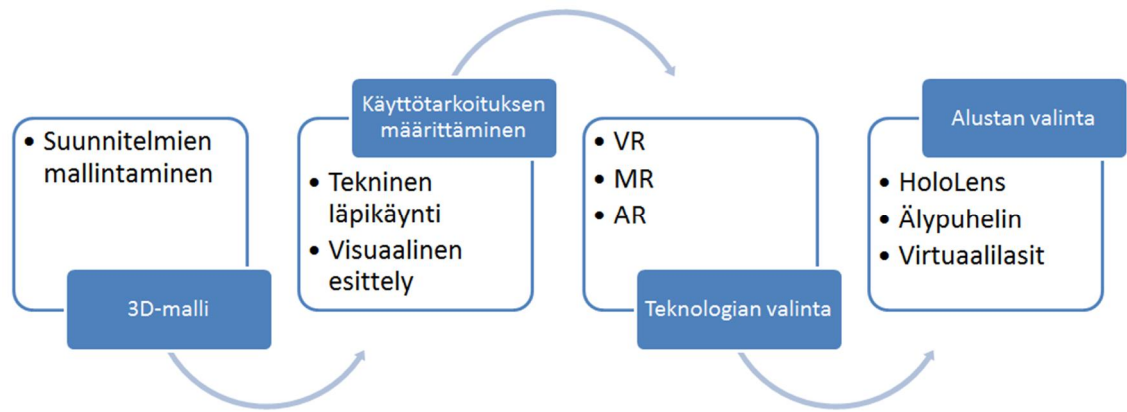 • Suunnitelmien
mallintaminen
3D-malli
Käyttötarkoituksen
määrittäminen
• Tekninen
läpikäynti
• Visuaalinen
esittely
• VR
• MR
• AR
Teknologian valinta
Alustan valinta
• HoloLens
• Älypuhelin
• Virtuaalilasit